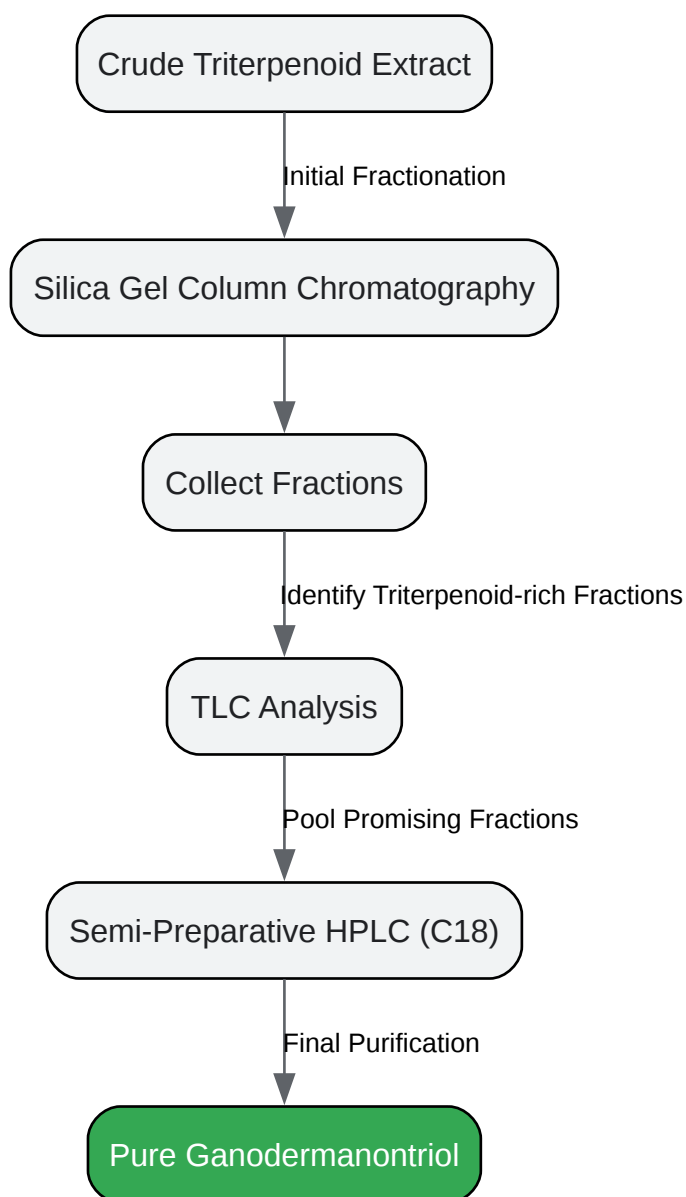 Crude Triterpenoid Extract
Initial Fractionation
Silica Gel Column Chromatography
Collect Fractions
Identify Triterpenoid-rich Fractions
TLC Analysis
Pool Promising Fractions
Semi-Preparative HPLC (C18)
Final Purification
Pure Ganodermanontriol